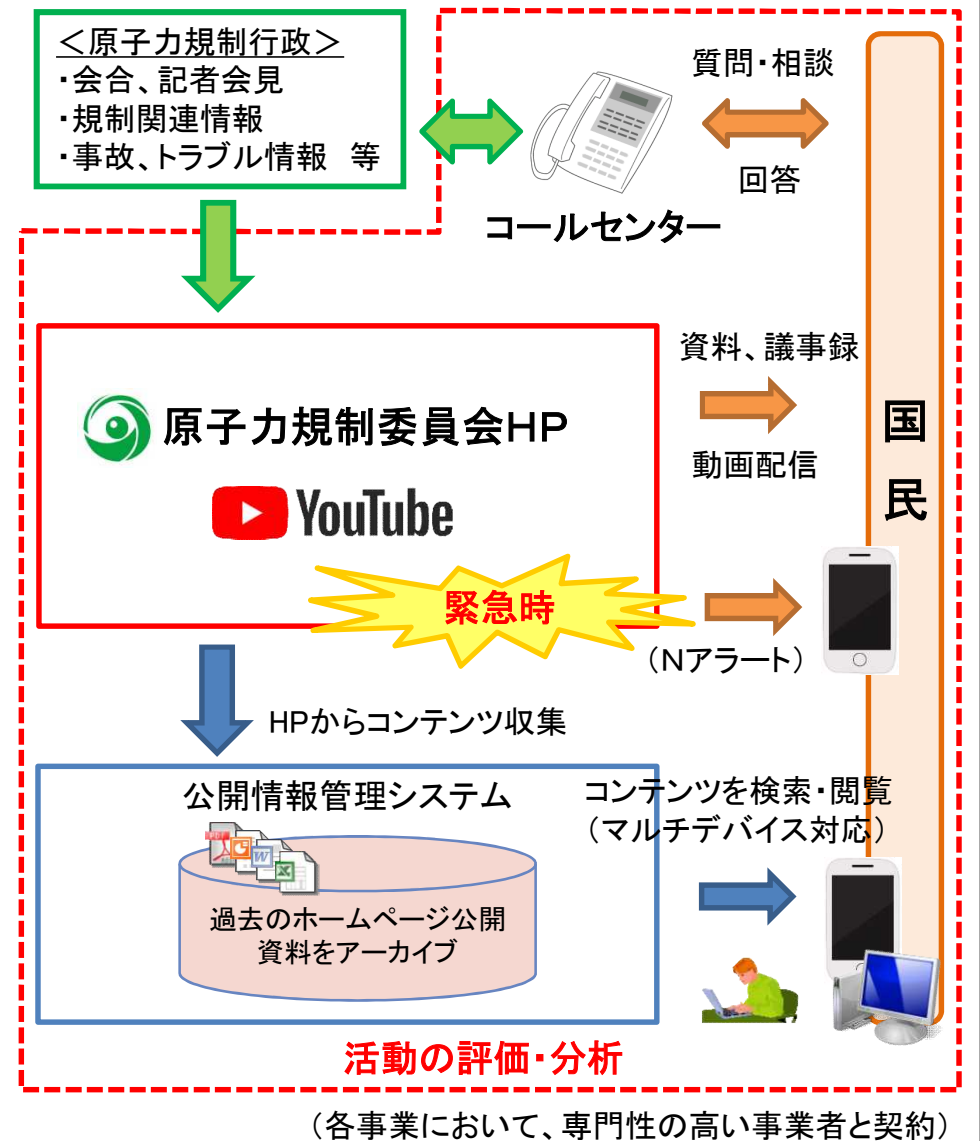 ＜原子力規制行政＞
・会合、記者会見
・規制関連情報
・事故、トラブル情報　等
質問・相談
回答
コールセンター
国民
原子力規制委員会HP
YouTube
資料、議事録
動画配信
緊急時
（Nアラート）
HPからコンテンツ収集
公開情報管理システム
過去のホームページ公開
資料をアーカイブ
コンテンツを検索・閲覧
（マルチデバイス対応）
活動の評価・分析
（各事業において、専門性の高い事業者と契約）